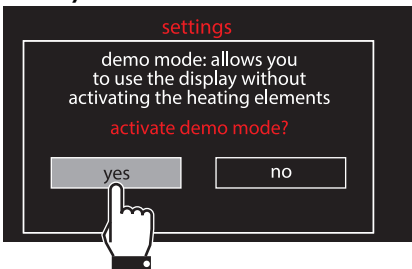 settings
demo mode: allows you
to use the display without
activating the heating elements
activate demo mode?
yes
no